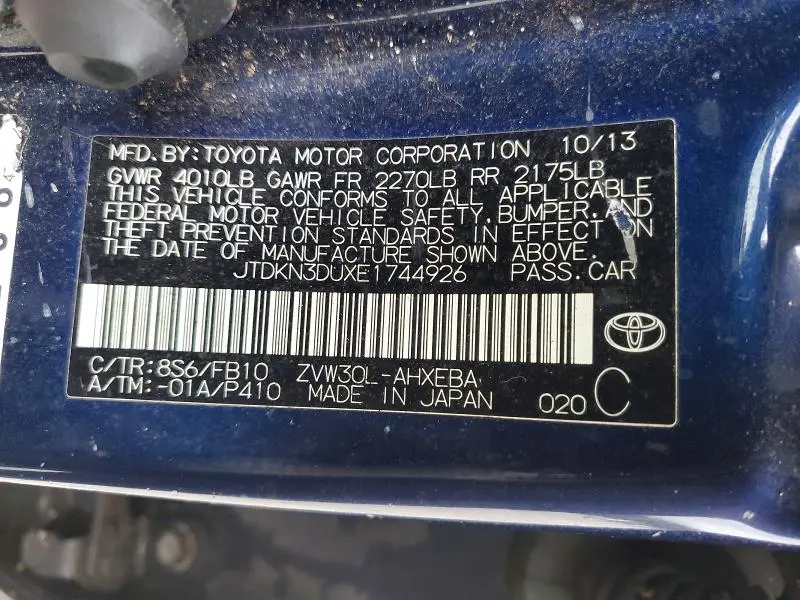 MFD.BY:TOYOTA MOTOR CORPORATION 10/13
GVWR 4010LB GAWR FR 2270LB RR 2175LB
THIS VEHICLE CONFORMS TO ALL APPLICABLE
FEDERAL MOTOR VEHICLE SAFETY,BUMPER,AND
THEFT PREVENTION STANDARDS IN EFFECT ON
THE DATE OF MANUFACTURE SHOWN ABOVE.
JTDKN3DUXE1744926 PASS.CAR
C/TR:8S6/FB10 ZVW30L-AHXEBA
A/TM:-01A/P410 MADE IN JAPAN 020 C